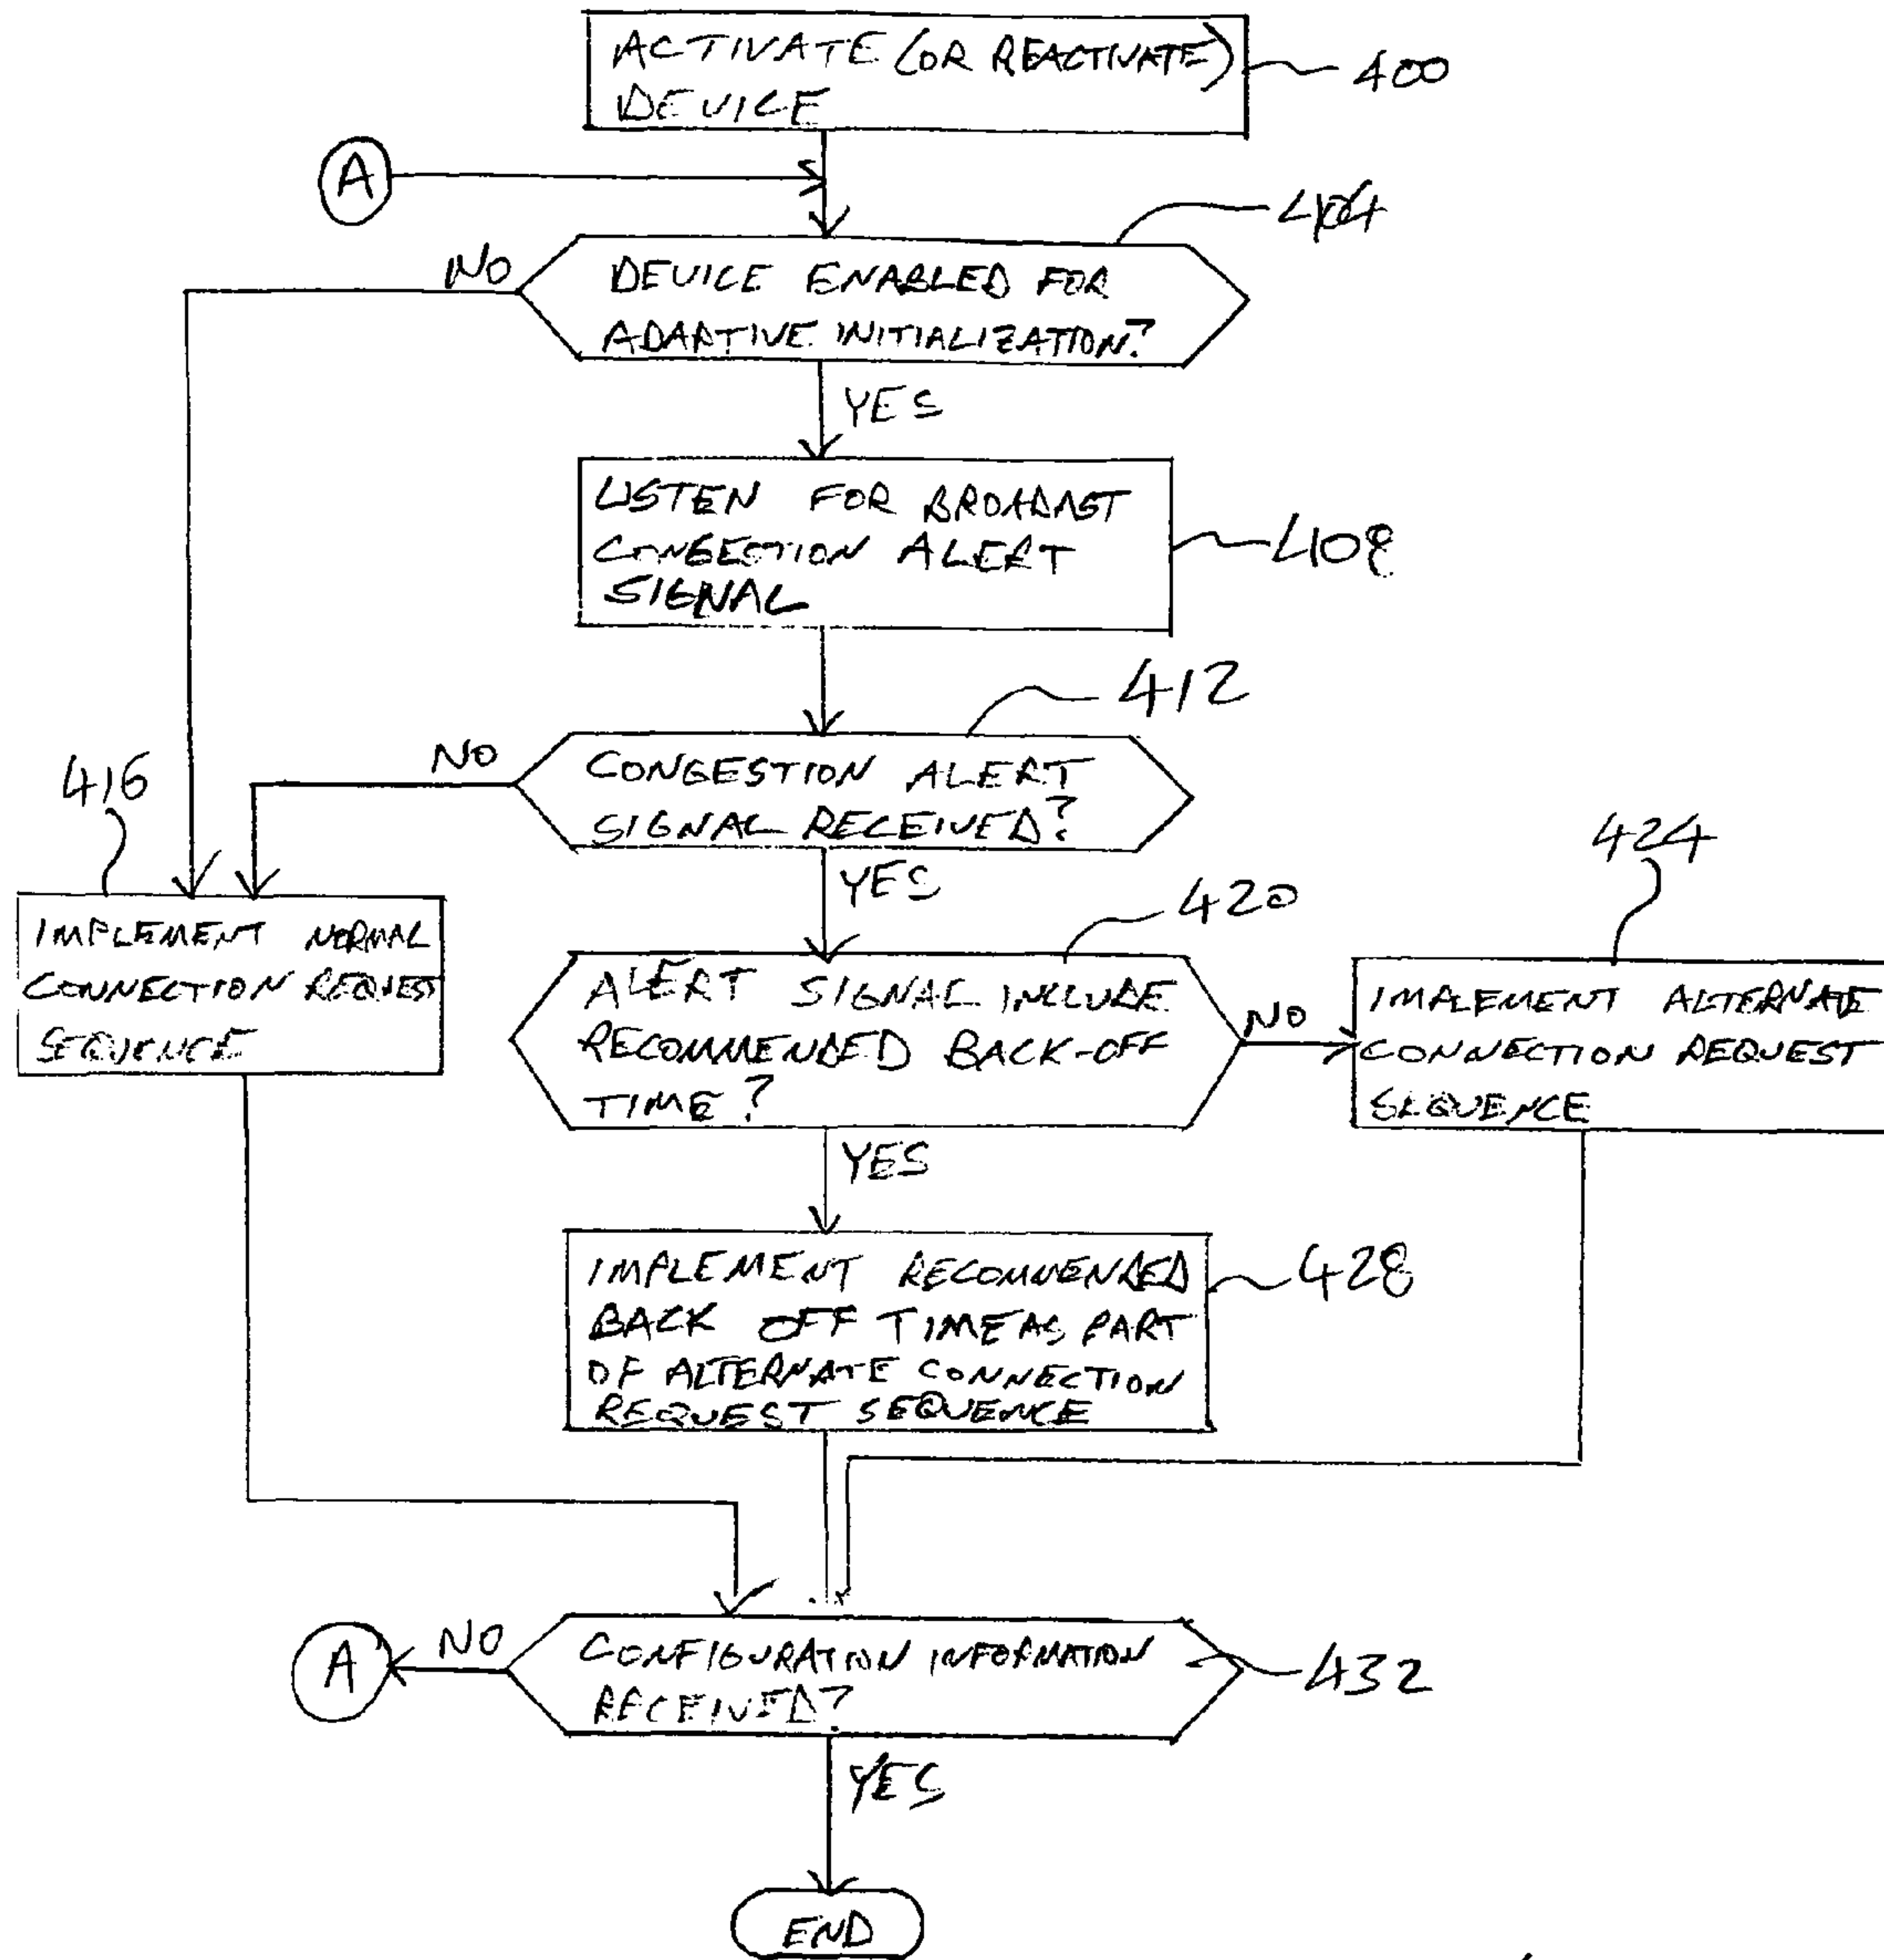 ACTIVATE (OR REACTIVATE)
DEVICE
400
A
404
NO
DEVICE ENABLED FOR
ADAPTIVE INITIALIZATION?
YES
LISTEN FOR BROADCAST
CONGESTION ALERT
SIGNAL
408
412
NO
CONGESTION ALERT
SIGNAL RECEIVED?
416
YES
424
420
IMPLEMENT NORMAL
CONNECTION REQUEST
SEQUENCE
ALERT SIGNAL INCLUDE
RECOMMENDED BACK-OFF
TIME?
NO
IMPLEMENT ALTERNATE
CONNECTION REQUEST
SEQUENCE
YES
IMPLEMENT RECOMMENDED
BACK OFF TIME AS PART
OF ALTERNATE CONNECTION
REQUEST SEQUENCE
428
A
NO
CONFIGURATION INFORMATION
RECEIVED?
432
YES
END